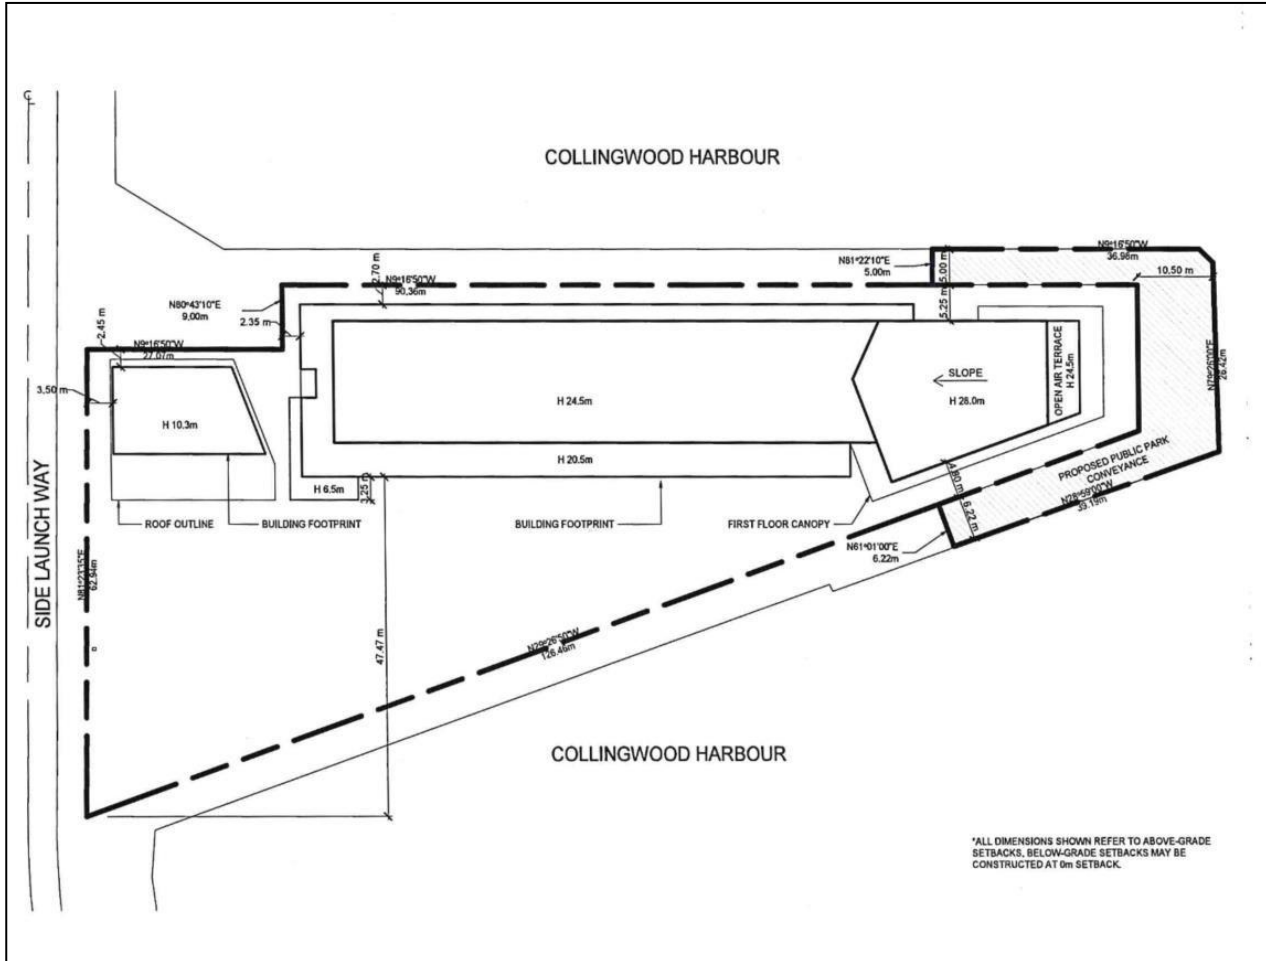 ℄
COLLINGWOOD HARBOUR
N81°22'10"E
5.00m
5.00 m
N9°16'50"W
36.98m
10.50 m
2.70 m
N9°16'50"W
90.36m
5.25 m
N80°43'10"E
9.00m
2.35 m
2.45 m
N9°16'50"W
27.07m
3.50 m
H 10.3m
H 24.5m
SLOPE
H 28.0m
OPEN AIR TERRACE
H 24.5m
N79°26'00"E
26.42m
H 20.5m
H 6.5m
3.25 m
4.80 m
6.22 m
PROPOSED PUBLIC PARK
CONVEYANCE
N28°59'00"W
39.19m
ROOF OUTLINE
BUILDING FOOTPRINT
BUILDING FOOTPRINT
FIRST FLOOR CANOPY
N61°01'00"E
6.22m
SIDE LAUNCH WAY
N81°23'35"E
62.94m
47.47 m
N29°26'50"W
126.46m
COLLINGWOOD HARBOUR
*ALL DIMENSIONS SHOWN REFER TO ABOVE-GRADE
SETBACKS, BELOW-GRADE SETBACKS MAY BE
CONSTRUCTED AT 0m SETBACK.